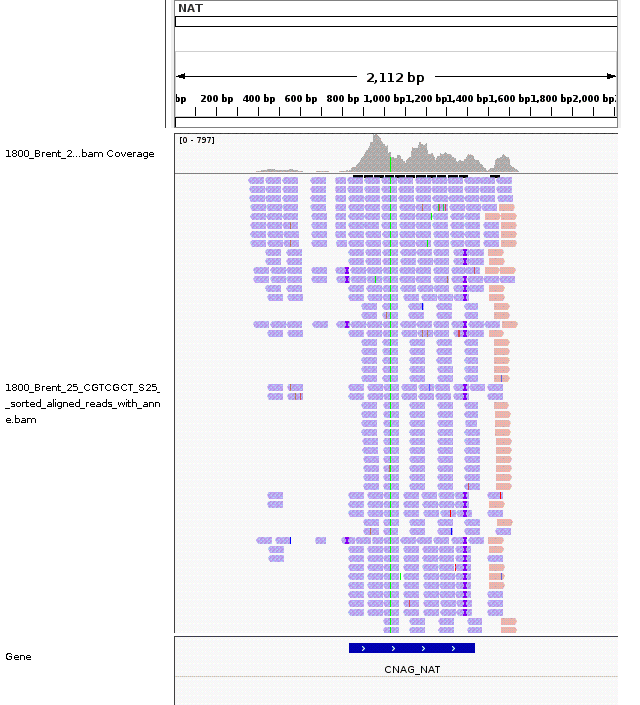 NAT
2,112 bp
bp 200 bp 400 bp 600 bp 800 bp 1,000 bp 1,200 bp 1,400 bp 1,600 bp 1,800 bp 2,000 bp
[0 - 797]
1800_Brent_2...bam Coverage
1800_Brent_25_CGTCGCT_S25_
_sorted_aligned_reads_with_ann
e.bam
Gene
CNAG_NAT